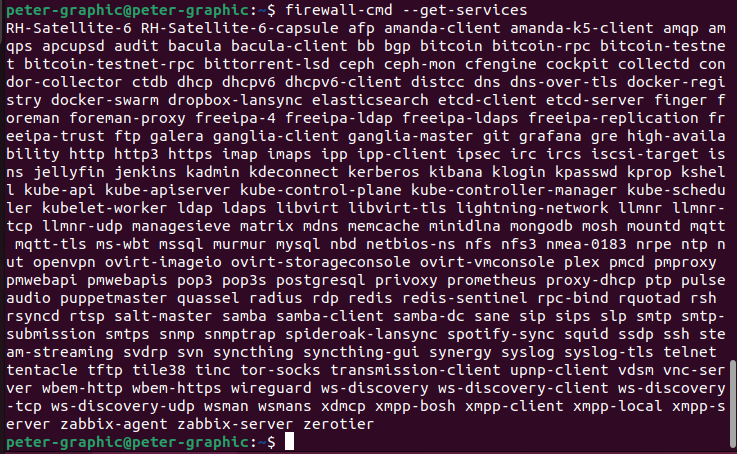 peter-graphic@peter-graphic:~$ firewall-cmd --get-services
RH-Satellite-6 RH-Satellite-6-capsule afp amanda-client amanda-k5-client amqp am
qps apcupsd audit bacula bacula-client bb bgp bitcoin bitcoin-rpc bitcoin-testne
t bitcoin-testnet-rpc bittorrent-lsd ceph ceph-mon cfengine cockpit collectd con
dor-collector ctdb dhcp dhcpv6 dhcpv6-client distcc dns dns-over-tls docker-regi
stry docker-swarm dropbox-lansync elasticsearch etcd-client etcd-server finger f
oreman foreman-proxy freeipa-4 freeipa-ldap freeipa-ldaps freeipa-replication fr
eeipa-trust ftp galera ganglia-client ganglia-master git grafana gre high-availa
bility http http3 https imap imaps ipp ipp-client ipsec irc ircs iscsi-target is
ns jellyfin jenkins kadmin kdeconnect kerberos kibana klogin kpasswd kprop kshel
l kube-api kube-apiserver kube-control-plane kube-controller-manager kube-schedu
ler kubelet-worker ldap ldaps libvirt libvirt-tls lightning-network llmnr llmnr-
tcp llmnr-udp managesieve matrix mdns memcache minidlna mongodb mosh mountd mqtt
 mqtt-tls ms-wbt mssql murmur mysql nbd netbios-ns nfs nfs3 nmea-0183 nrpe ntp n
ut openvpn ovirt-imageio ovirt-storageconsole ovirt-vmconsole plex pmcd pmproxy
pmwebapi pmwebapis pop3 pop3s postgresql privoxy prometheus proxy-dhcp ptp pulse
audio puppetmaster quassel radius rdp redis redis-sentinel rpc-bind rquotad rsh
rsyncd rtsp salt-master samba samba-client samba-dc sane sip sips slp smtp smtp-
submission smtps snmp snmptrap spideroak-lansync spotify-sync squid ssdp ssh ste
am-streaming svdrp svn syncthing syncthing-gui synergy syslog syslog-tls telnet
tentacle tftp tile38 tinc tor-socks transmission-client upnp-client vdsm vnc-ser
ver wbem-http wbem-https wireguard ws-discovery ws-discovery-client ws-discovery
-tcp ws-discovery-udp wsman wsmans xdmcp xmpp-bosh xmpp-client xmpp-local xmpp-s
erver zabbix-agent zabbix-server zerotier
peter-graphic@peter-graphic:~$